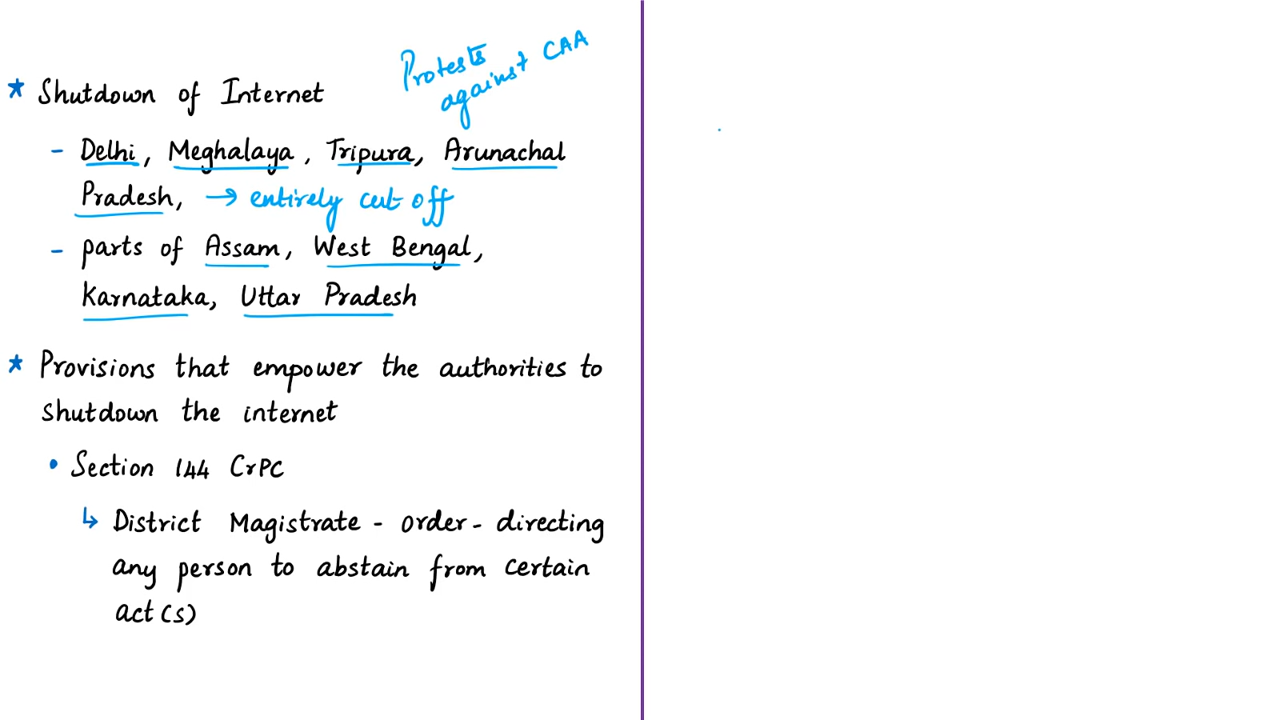 Protests
against CAA
★ Shutdown of Internet
- Delhi, Meghalaya, Tripura, Arunachal
Pradesh, → entirely cut off
- parts of Assam, West Bengal,
Karnataka, Uttar Pradesh
★ Provisions that empower the authorities to
shutdown the internet
• Section 144 CrPC
↳ District Magistrate - order - directing
any person to abstain from certain
act(s)